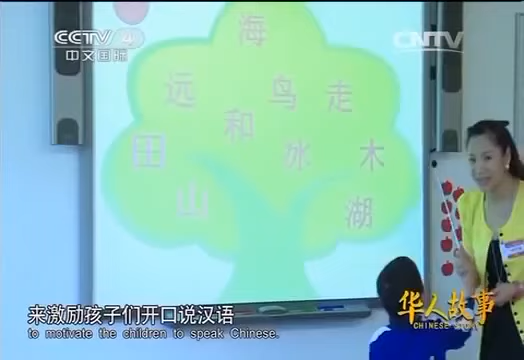 CCTV 4
中文国际
CNTV
海
远 鸟 走
和
田 冰 木
山 湖
来激励孩子们开口说汉语
to motivate the children to speak Chinese.
华人故事
CHINESE STORY